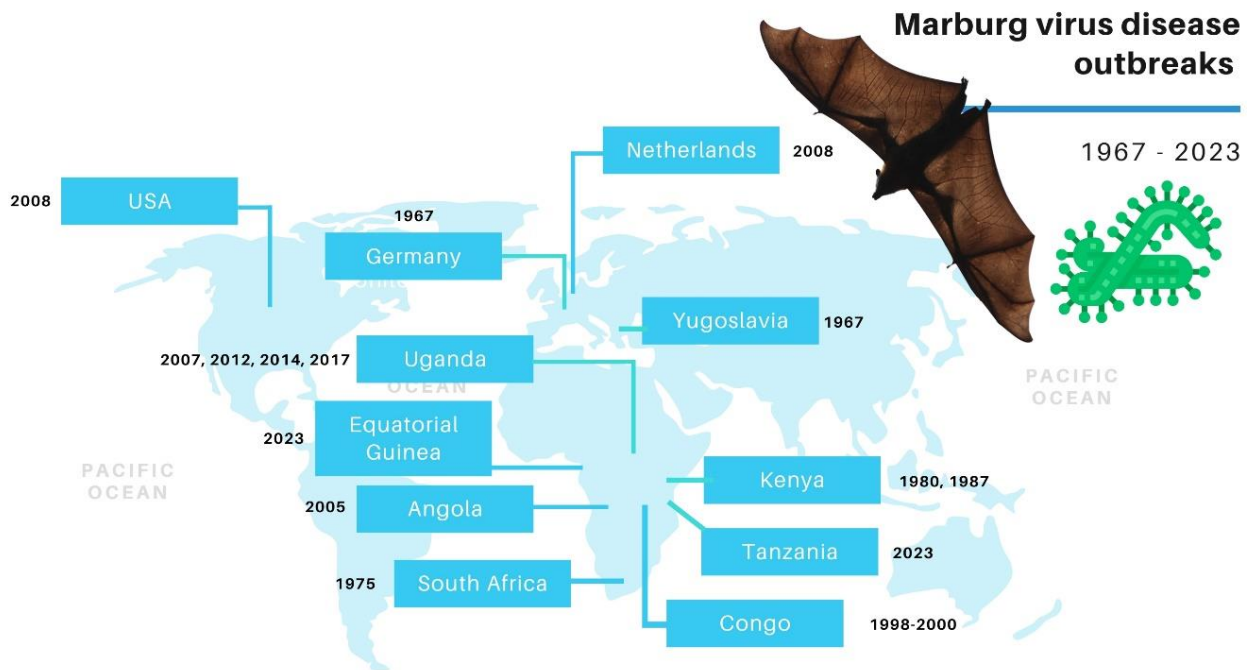 Marburg virus disease
outbreaks
1967 - 2023
Netherlands
2008
2008
USA
1967
Germany
Yugoslavia
1967
2007, 2012, 2014, 2017
Uganda
OCEAN
PACIFIC
OCEAN
2023
Equatorial
Guinea
PACIFIC
OCEAN
Kenya
1980, 1987
2005
Angola
Tanzania
2023
1975
South Africa
Congo
1998-2000